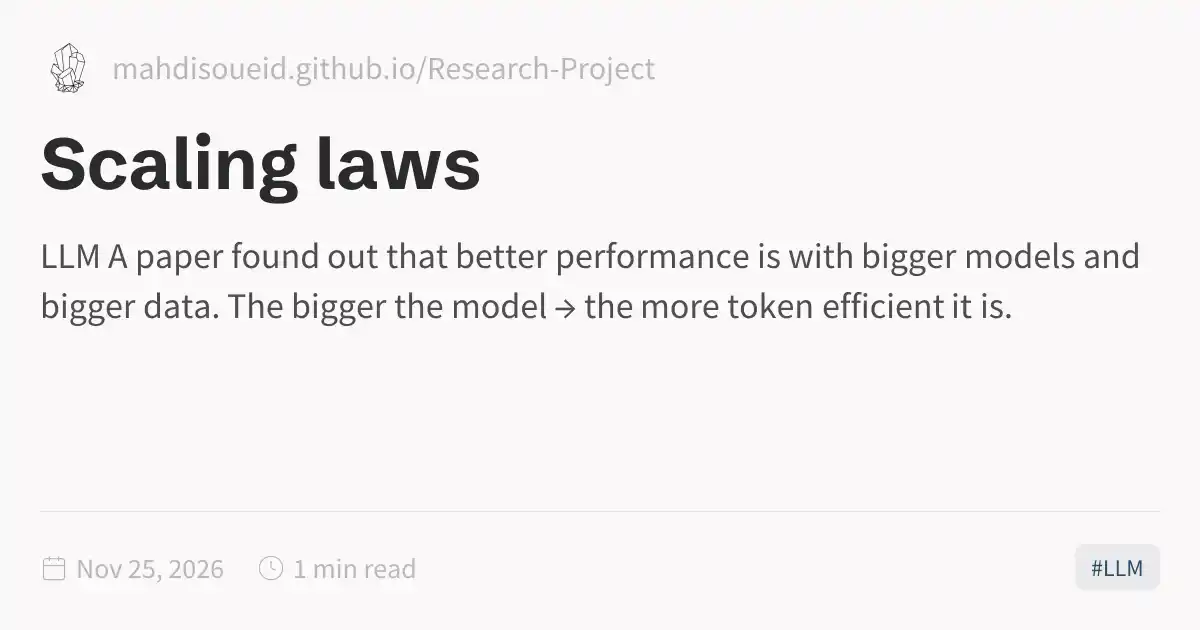 mahdisoueid.github.io/Research-Project
Scaling laws
LLM A paper found out that better performance is with bigger models and
bigger data. The bigger the model → the more token efficient it is.
Nov 25, 2026 1 min read #LLM